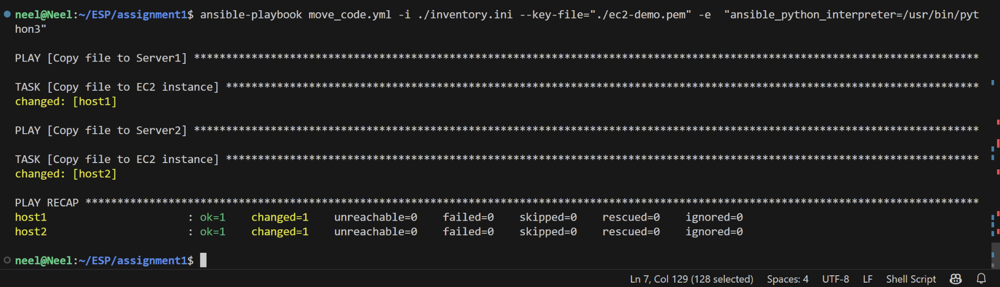 neel@Neel:~/ESP/assignment1$ ansible-playbook move_code.yml -i ./inventory.ini --key-file="./ec2-demo.pem" -e  "ansible_python_interpreter=/usr/bin/pyt
hon3"
PLAY [Copy file to Server1] ***************************************************************************************************************************
TASK [Copy file to EC2 instance] **********************************************************************************************************************
changed: [host1]
PLAY [Copy file to Server2] ***************************************************************************************************************************
TASK [Copy file to EC2 instance] **********************************************************************************************************************
changed: [host2]
PLAY RECAP ********************************************************************************************************************************************
host1                      : ok=1    changed=1    unreachable=0    failed=0    skipped=0    rescued=0    ignored=0
host2                      : ok=1    changed=1    unreachable=0    failed=0    skipped=0    rescued=0    ignored=0
neel@Neel:~/ESP/assignment1$
Ln 7, Col 129 (128 selected)   Spaces: 4   UTF-8   LF   Shell Script